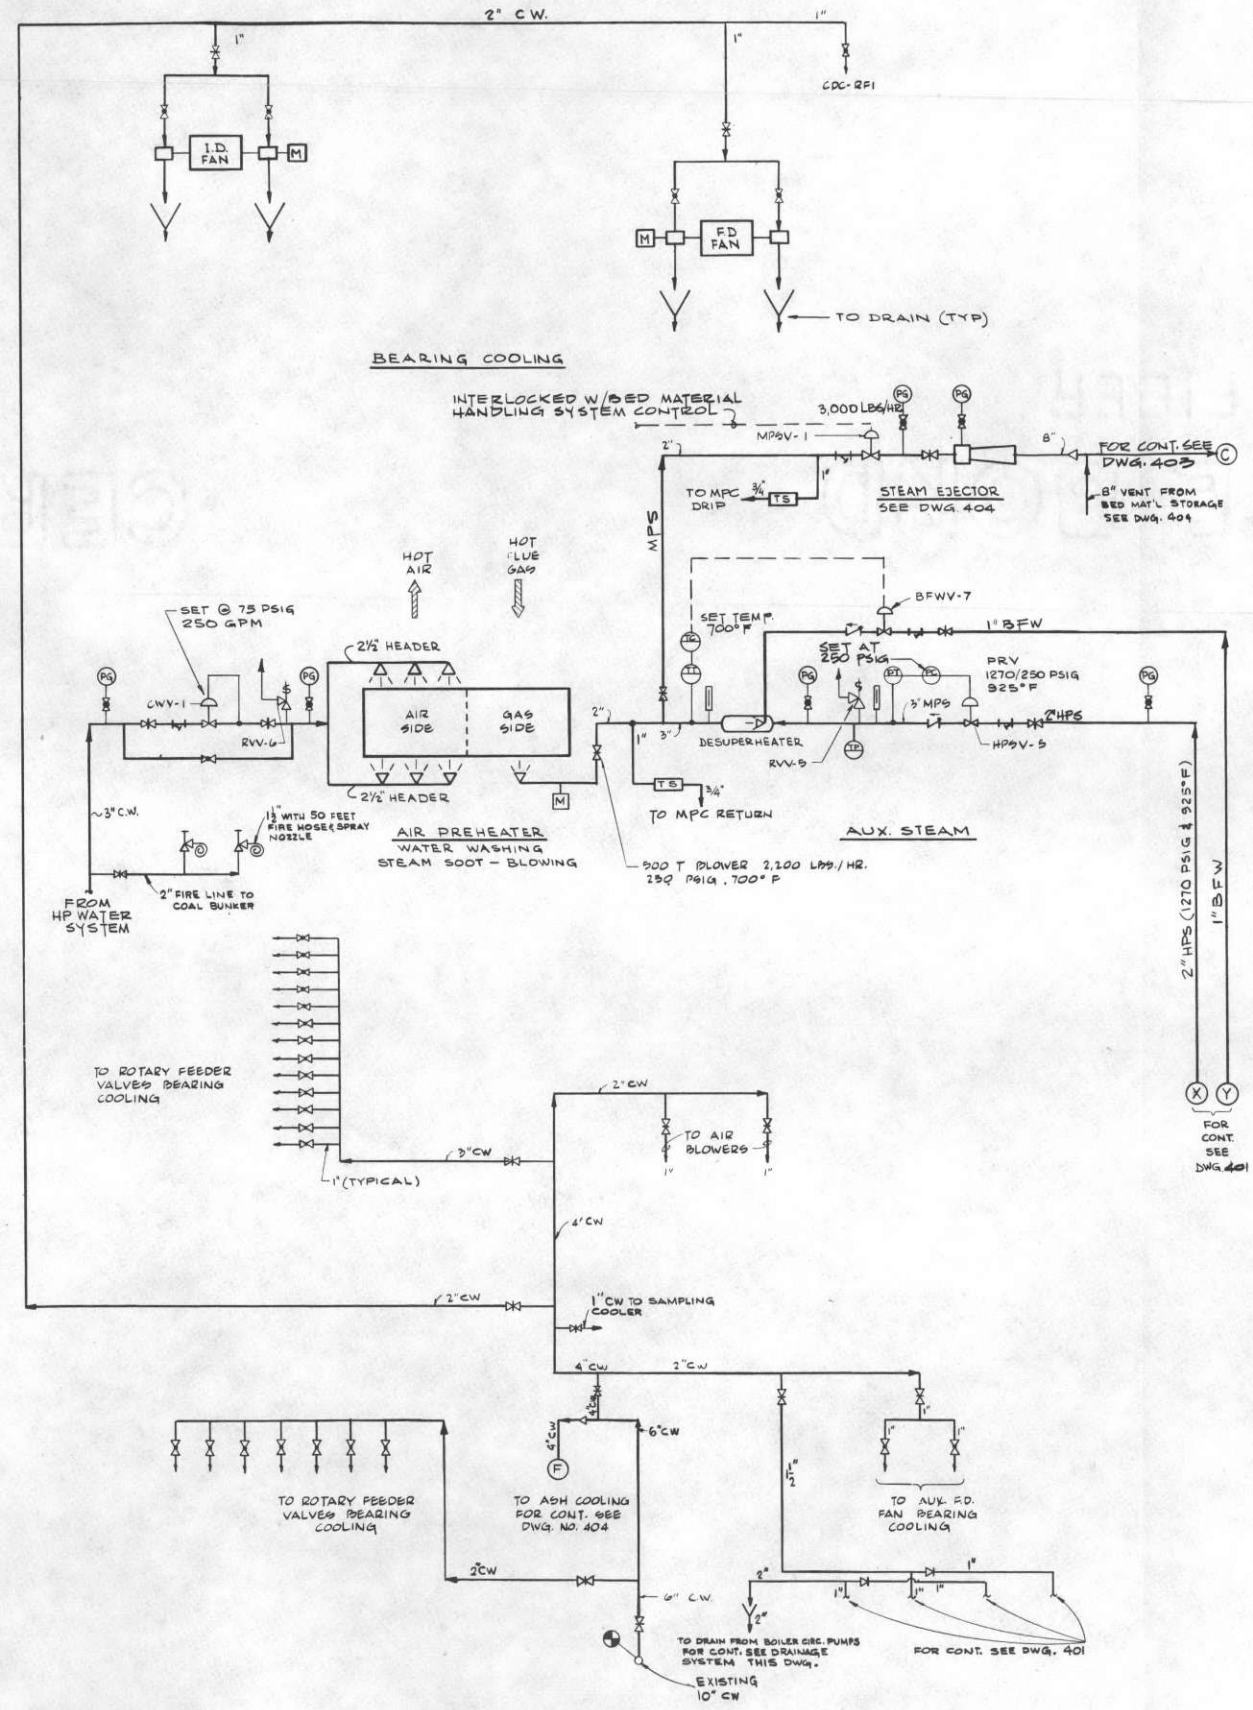 2" C.W.
1"
1"
1"
CDC-RF1
I.D.
FAN
M
M
F.D
FAN
TO DRAIN (TYP)
BEARING COOLING
INTERLOCKED W/BED MATERIAL
HANDLING SYSTEM CONTROL
3,000 LBS/HR
PG
PG
MPSV-1
2"
1"
8"
FOR CONT. SEE
DWG. 403
C
TO MPC
DRIP
3/4"
TS
STEAM EJECTOR
SEE DWG. 404
8" VENT FROM
BED MAT'L STORAGE
SEE DWG. 404
MPS
HOT
AIR
HOT
FLUE
GAS
SET @ 75 PSIG
250 GPM
SET TEMP.
700° F
BFWV-7
1" BFW
2½" HEADER
TC
TT
SET AT
250 PSIG
PRV
1270/250 PSIG
925° F
PG
CWV-1
PG
S
RVV-6
AIR
SIDE
GAS
SIDE
2"
1"
3"
DESUPERHEATER
PG
S
PT
PC
3" MPS
2" HPS
PG
RVV-5
TP
HPSV-5
3" C.W.
2½" HEADER
M
TS
3/4"
TO MPC RETURN
1½" WITH 50 FEET
FIRE HOSE & SPRAY
NOZZLE
AIR PREHEATER
WATER WASHING
STEAM SOOT - BLOWING
AUX. STEAM
500 T BLOWER 2,200 LBS./HR.
250 PSIG, 700° F
2" FIRE LINE TO
COAL BUNKER
FROM
HP WATER
SYSTEM
2" HPS (1270 PSIG & 925° F)
1" BFW
TO ROTARY FEEDER
VALVES BEARING
COOLING
2" CW
TO AIR
BLOWERS
1"
1"
X
Y
FOR
CONT.
SEE
DWG. 401
3" CW
1" (TYPICAL)
4" CW
2" CW
1" CW TO SAMPLING
COOLER
4" CW
2" CW
4" CW
4" CW
6" CW
F
1"
1"
1"
1½"
TO ROTARY FEEDER
VALVES BEARING
COOLING
TO ASH COOLING
FOR CONT. SEE
DWG. NO. 404
TO AUX. F.D.
FAN BEARING
COOLING
2" CW
6" C.W.
2"
1"
1"
1"
1"
2"
TO DRAIN FROM BOILER CIRC. PUMPS
FOR CONT. SEE DRAINAGE
SYSTEM THIS DWG.
FOR CONT. SEE DWG. 401
EXISTING
10" CW